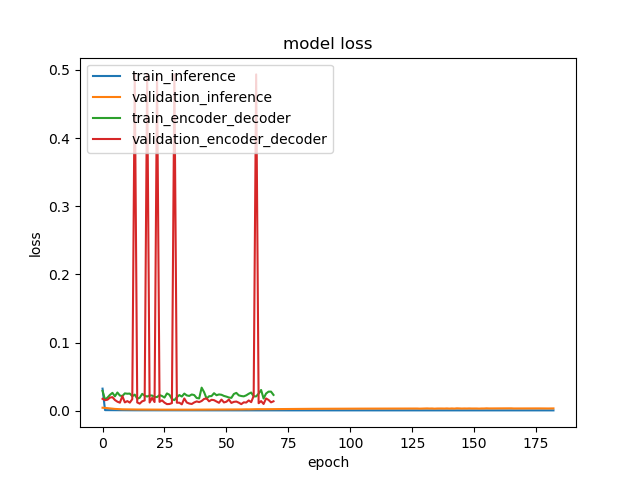 model loss
train_inference
validation_inference
train_encoder_decoder
validation_encoder_decoder
0.5
0.4
0.3
0.2
0.1
0.0
loss
0 25 50 75 100 125 150 175
epoch